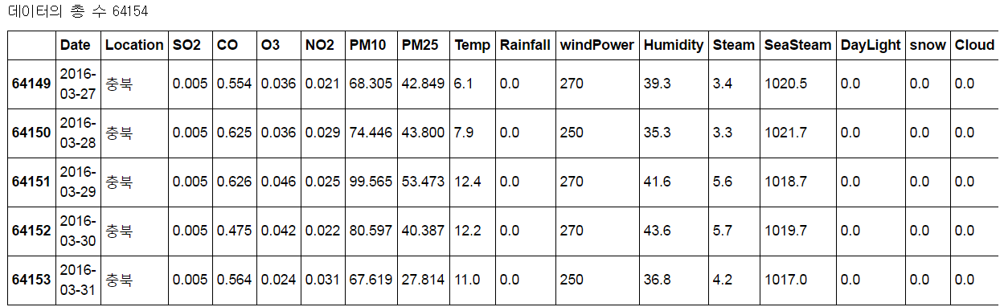 데이터의 총 수 64154
Date Location SO2 CO O3 NO2 PM10 PM25 Temp Rainfall windPower Humidity Steam SeaSteam DayLight snow Cloud
64149 2016-03-27 충북 0.005 0.554 0.036 0.021 68.305 42.849 6.1 0.0 270 39.3 3.4 1020.5 0.0 0.0 0.0
64150 2016-03-28 충북 0.005 0.625 0.036 0.029 74.446 43.800 7.9 0.0 250 35.3 3.3 1021.7 0.0 0.0 0.0
64151 2016-03-29 충북 0.005 0.626 0.046 0.025 99.565 53.473 12.4 0.0 270 41.6 5.6 1018.7 0.0 0.0 0.0
64152 2016-03-30 충북 0.005 0.475 0.042 0.022 80.597 40.387 12.2 0.0 270 43.6 5.7 1019.7 0.0 0.0 0.0
64153 2016-03-31 충북 0.005 0.564 0.024 0.031 67.619 27.814 11.0 0.0 250 36.8 4.2 1017.0 0.0 0.0 0.0